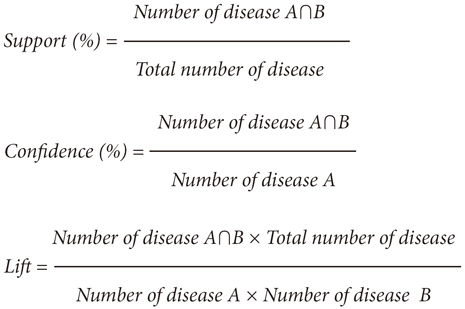 Number of disease A∩B
Support (%) =
Total number of disease
Number of disease A∩B
Confidence (%) =
Number of disease A
Number of disease A∩B × Total number of disease
Lift =
Number of disease A × Number of disease B